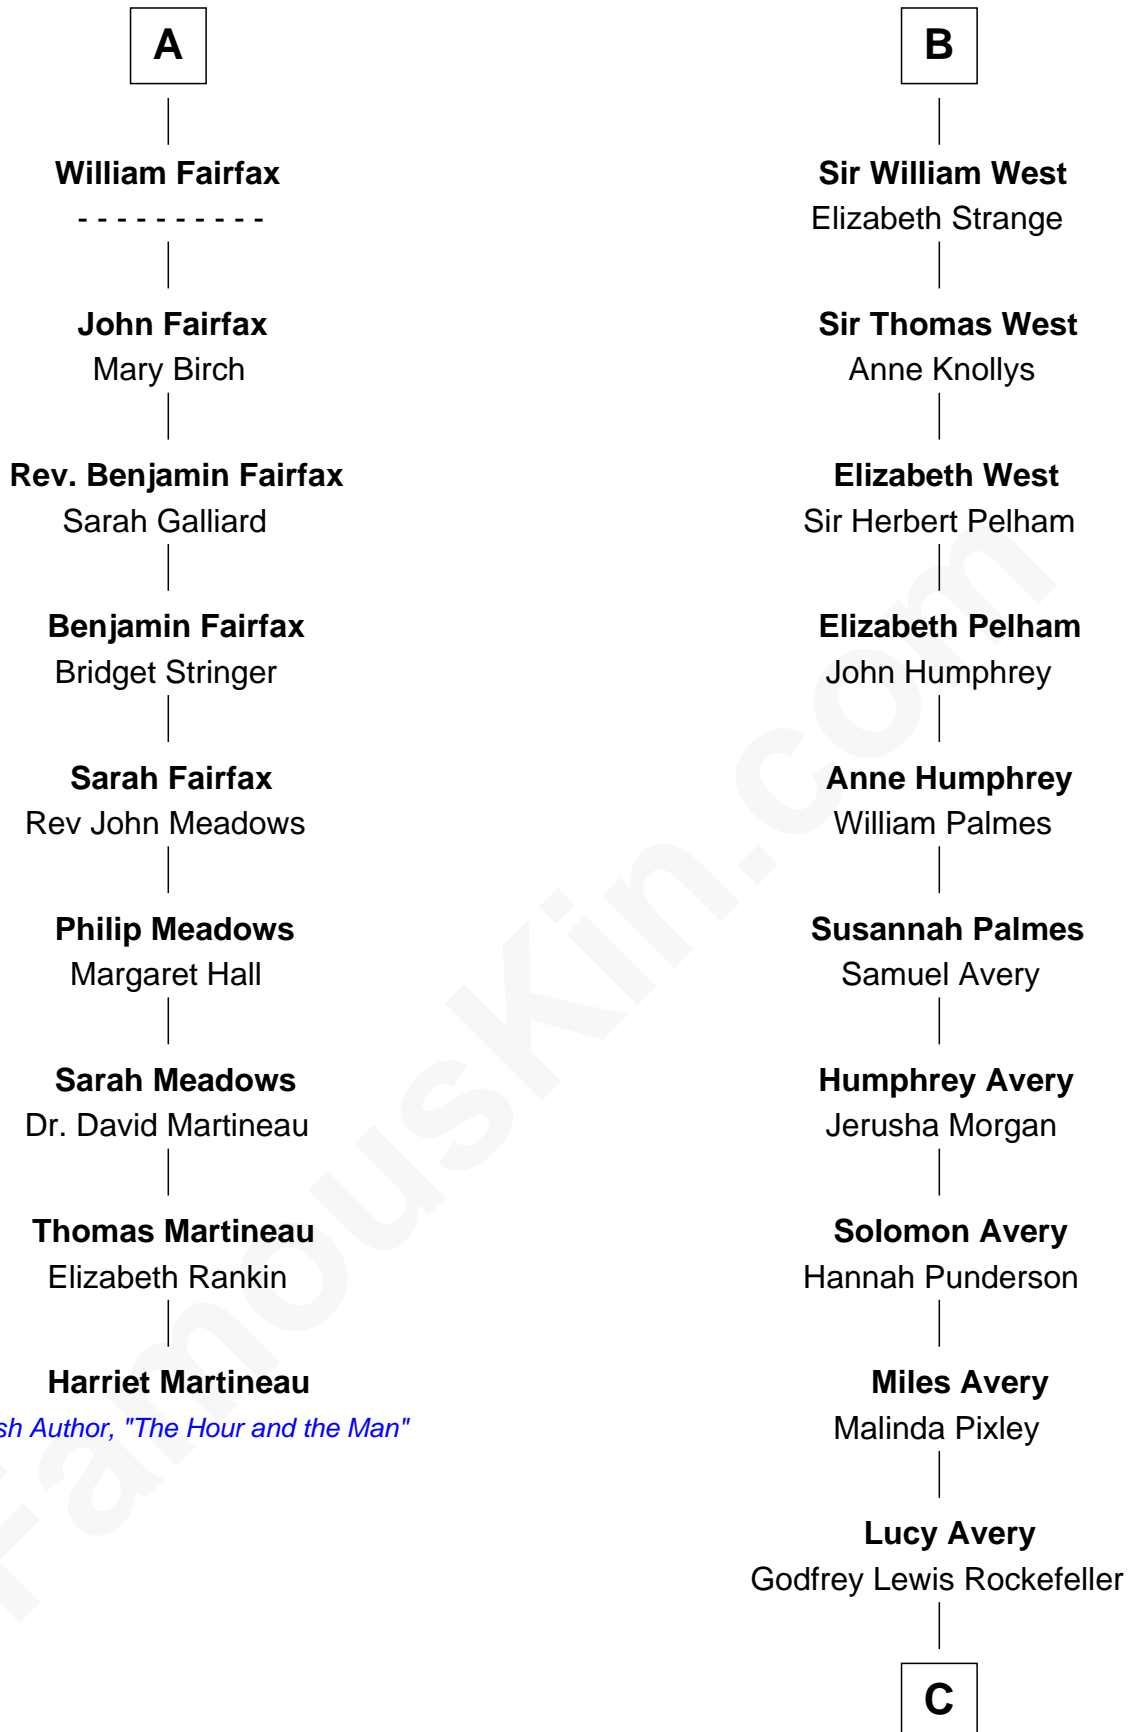 A
William Fairfax
- - - - - - - - - -
John Fairfax
Mary Birch
Rev. Benjamin Fairfax
Sarah Galliard
Benjamin Fairfax
Bridget Stringer
Sarah Fairfax
Rev John Meadows
Philip Meadows
Margaret Hall
Sarah Meadows
Dr. David Martineau
Thomas Martineau
Elizabeth Rankin
Harriet Martineau
sh Author, "The Hour and the Man"
B
Sir William West
Elizabeth Strange
Sir Thomas West
Anne Knollys
Elizabeth West
Sir Herbert Pelham
Elizabeth Pelham
John Humphrey
Anne Humphrey
William Palmes
Susannah Palmes
Samuel Avery
Humphrey Avery
Jerusha Morgan
Solomon Avery
Hannah Punderson
Miles Avery
Malinda Pixley
Lucy Avery
Godfrey Lewis Rockefeller
C
FamousKin.com